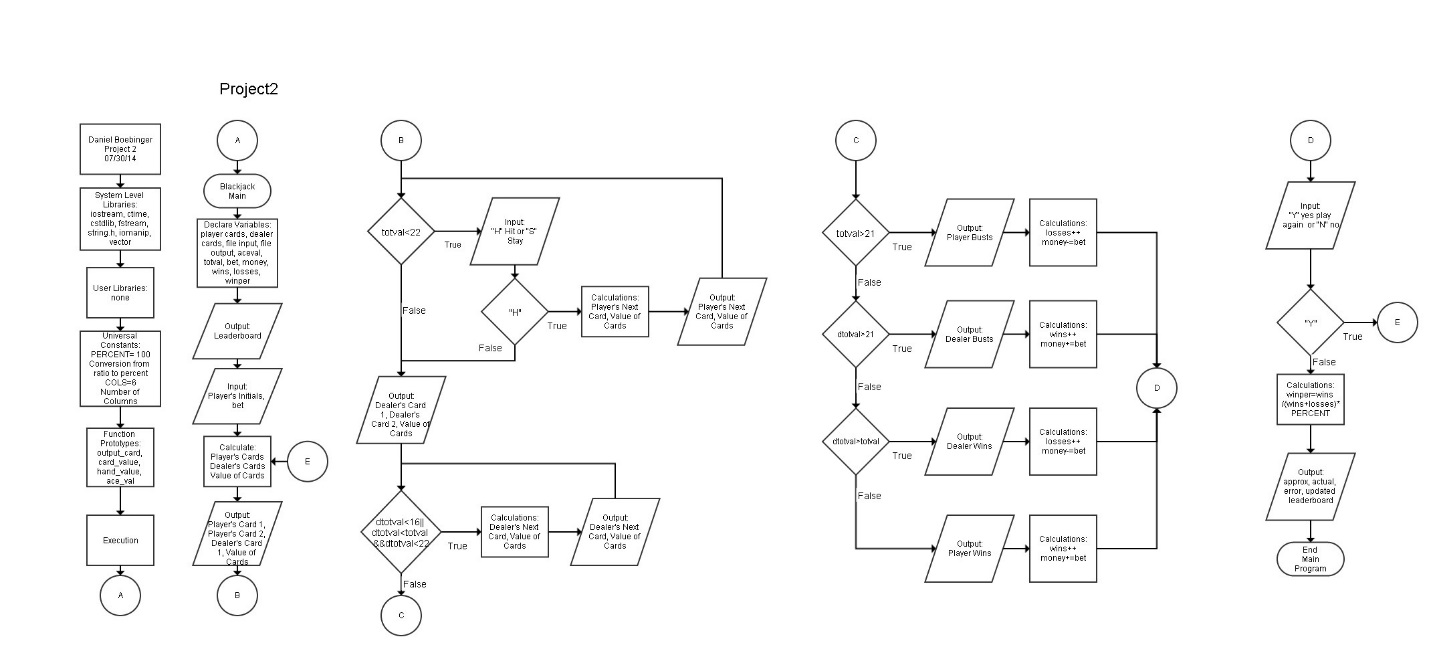 Project2
Daniel Boebinger
Project 2
07/30/14
System Level
Libraries:
iostream, ctime,
cstdlib, fstream,
string.h, iomanip,
vector
User Libraries:
none
Universal
Constants:
PERCENT= 100
Conversion from
ratio to percent
COLS=6
Number of
Columns
Function
Prototypes:
output_card,
card_value,
hand_value,
ace_val
Execution
A
A
Blackjack
Main
Declare Variables:
player cards, dealer
cards, file input, file
output, aceval,
totval, bet, money,
wins, losses,
winper
Output:
Leaderboard
Input:
Player's Initials,
bet
Calculate:
Player's Cards
Dealer's Cards
Value of Cards
E
Output:
Player's Card 1,
Player's Card 2,
Dealer's Card
1, Value of
Cards
B
B
totval<22
True
Input:
"H" Hit or "S"
Stay
False
"H"
True
False
Calculations:
Player's Next
Card, Value of
Cards
Output:
Player's Next
Card, Value of
Cards
Output:
Dealer's Card
1, Dealer's
Card 2, Value of
Cards
dtotval<16||
dtotval<totval
&&dtotval<22
True
Calculations:
Dealer's Next
Card, Value of
Cards
Output:
Dealer's Next
Card, Value of
Cards
False
C
C
totval>21
True
Output:
Player Busts
Calculations:
losses++
money-=bet
False
dtotval>21
True
Output:
Dealer Busts
Calculations:
wins++
money+=bet
False
D
dtotval>totval
True
Output:
Dealer Wins
Calculations:
losses++
money-=bet
False
Output:
Player Wins
Calculations:
wins++
money+=bet
D
Input:
"Y" yes play
again or "N" no
"Y"
True
E
False
Calculations:
winper=wins
/(wins+losses)*
PERCENT
Output:
approx, actual,
error, updated
leaderboard
End
Main
Program